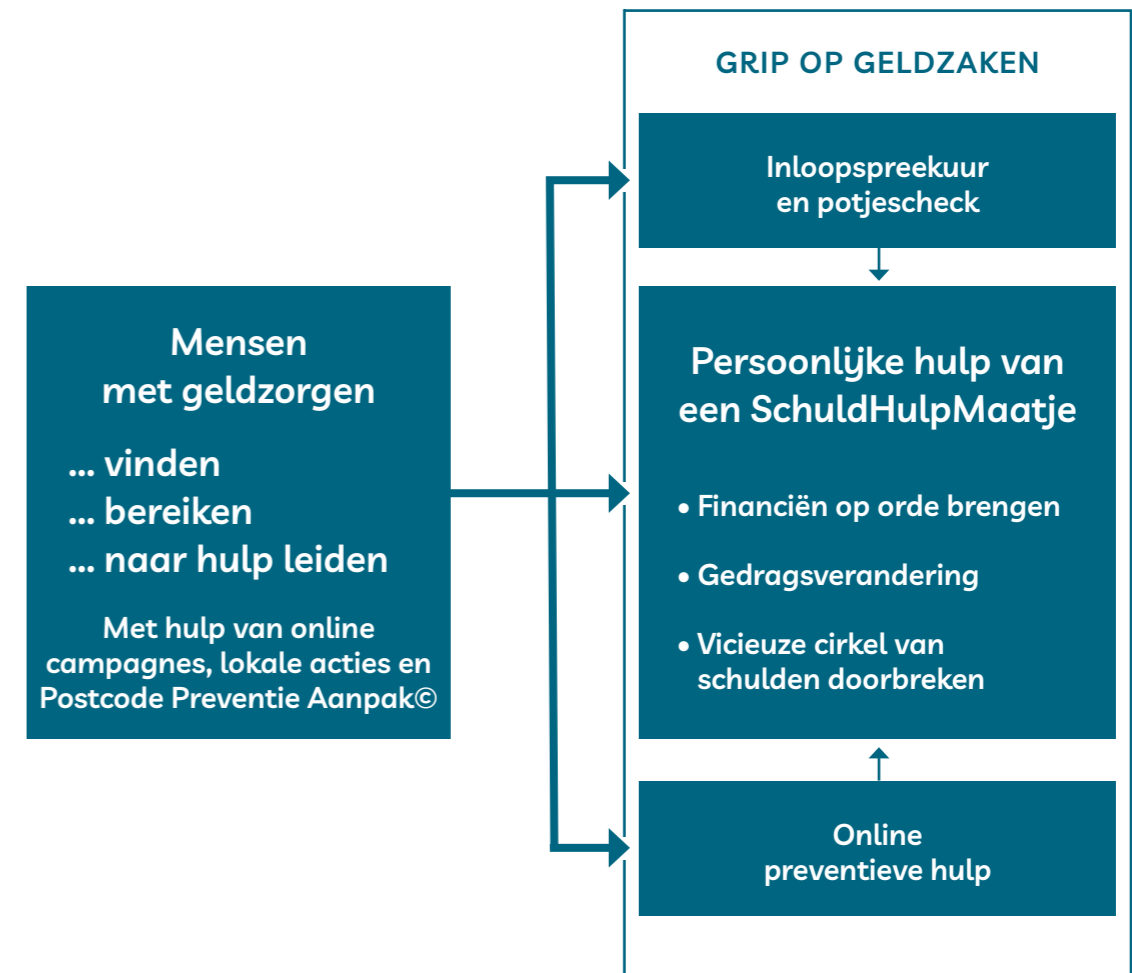 Mensen
met geldzorgen
... vinden
... bereiken
... naar hulp leiden
Met hulp van online
campagnes, lokale acties en
Postcode Preventie Aanpak©
GRIP OP GELDZAKEN
Inloopspreekuur
en potjescheck
Persoonlijke hulp van
een SchuldHulpMaatje
• Financiën op orde brengen
• Gedragsverandering
• Vicieuze cirkel van
schulden doorbreken
Online
preventieve hulp